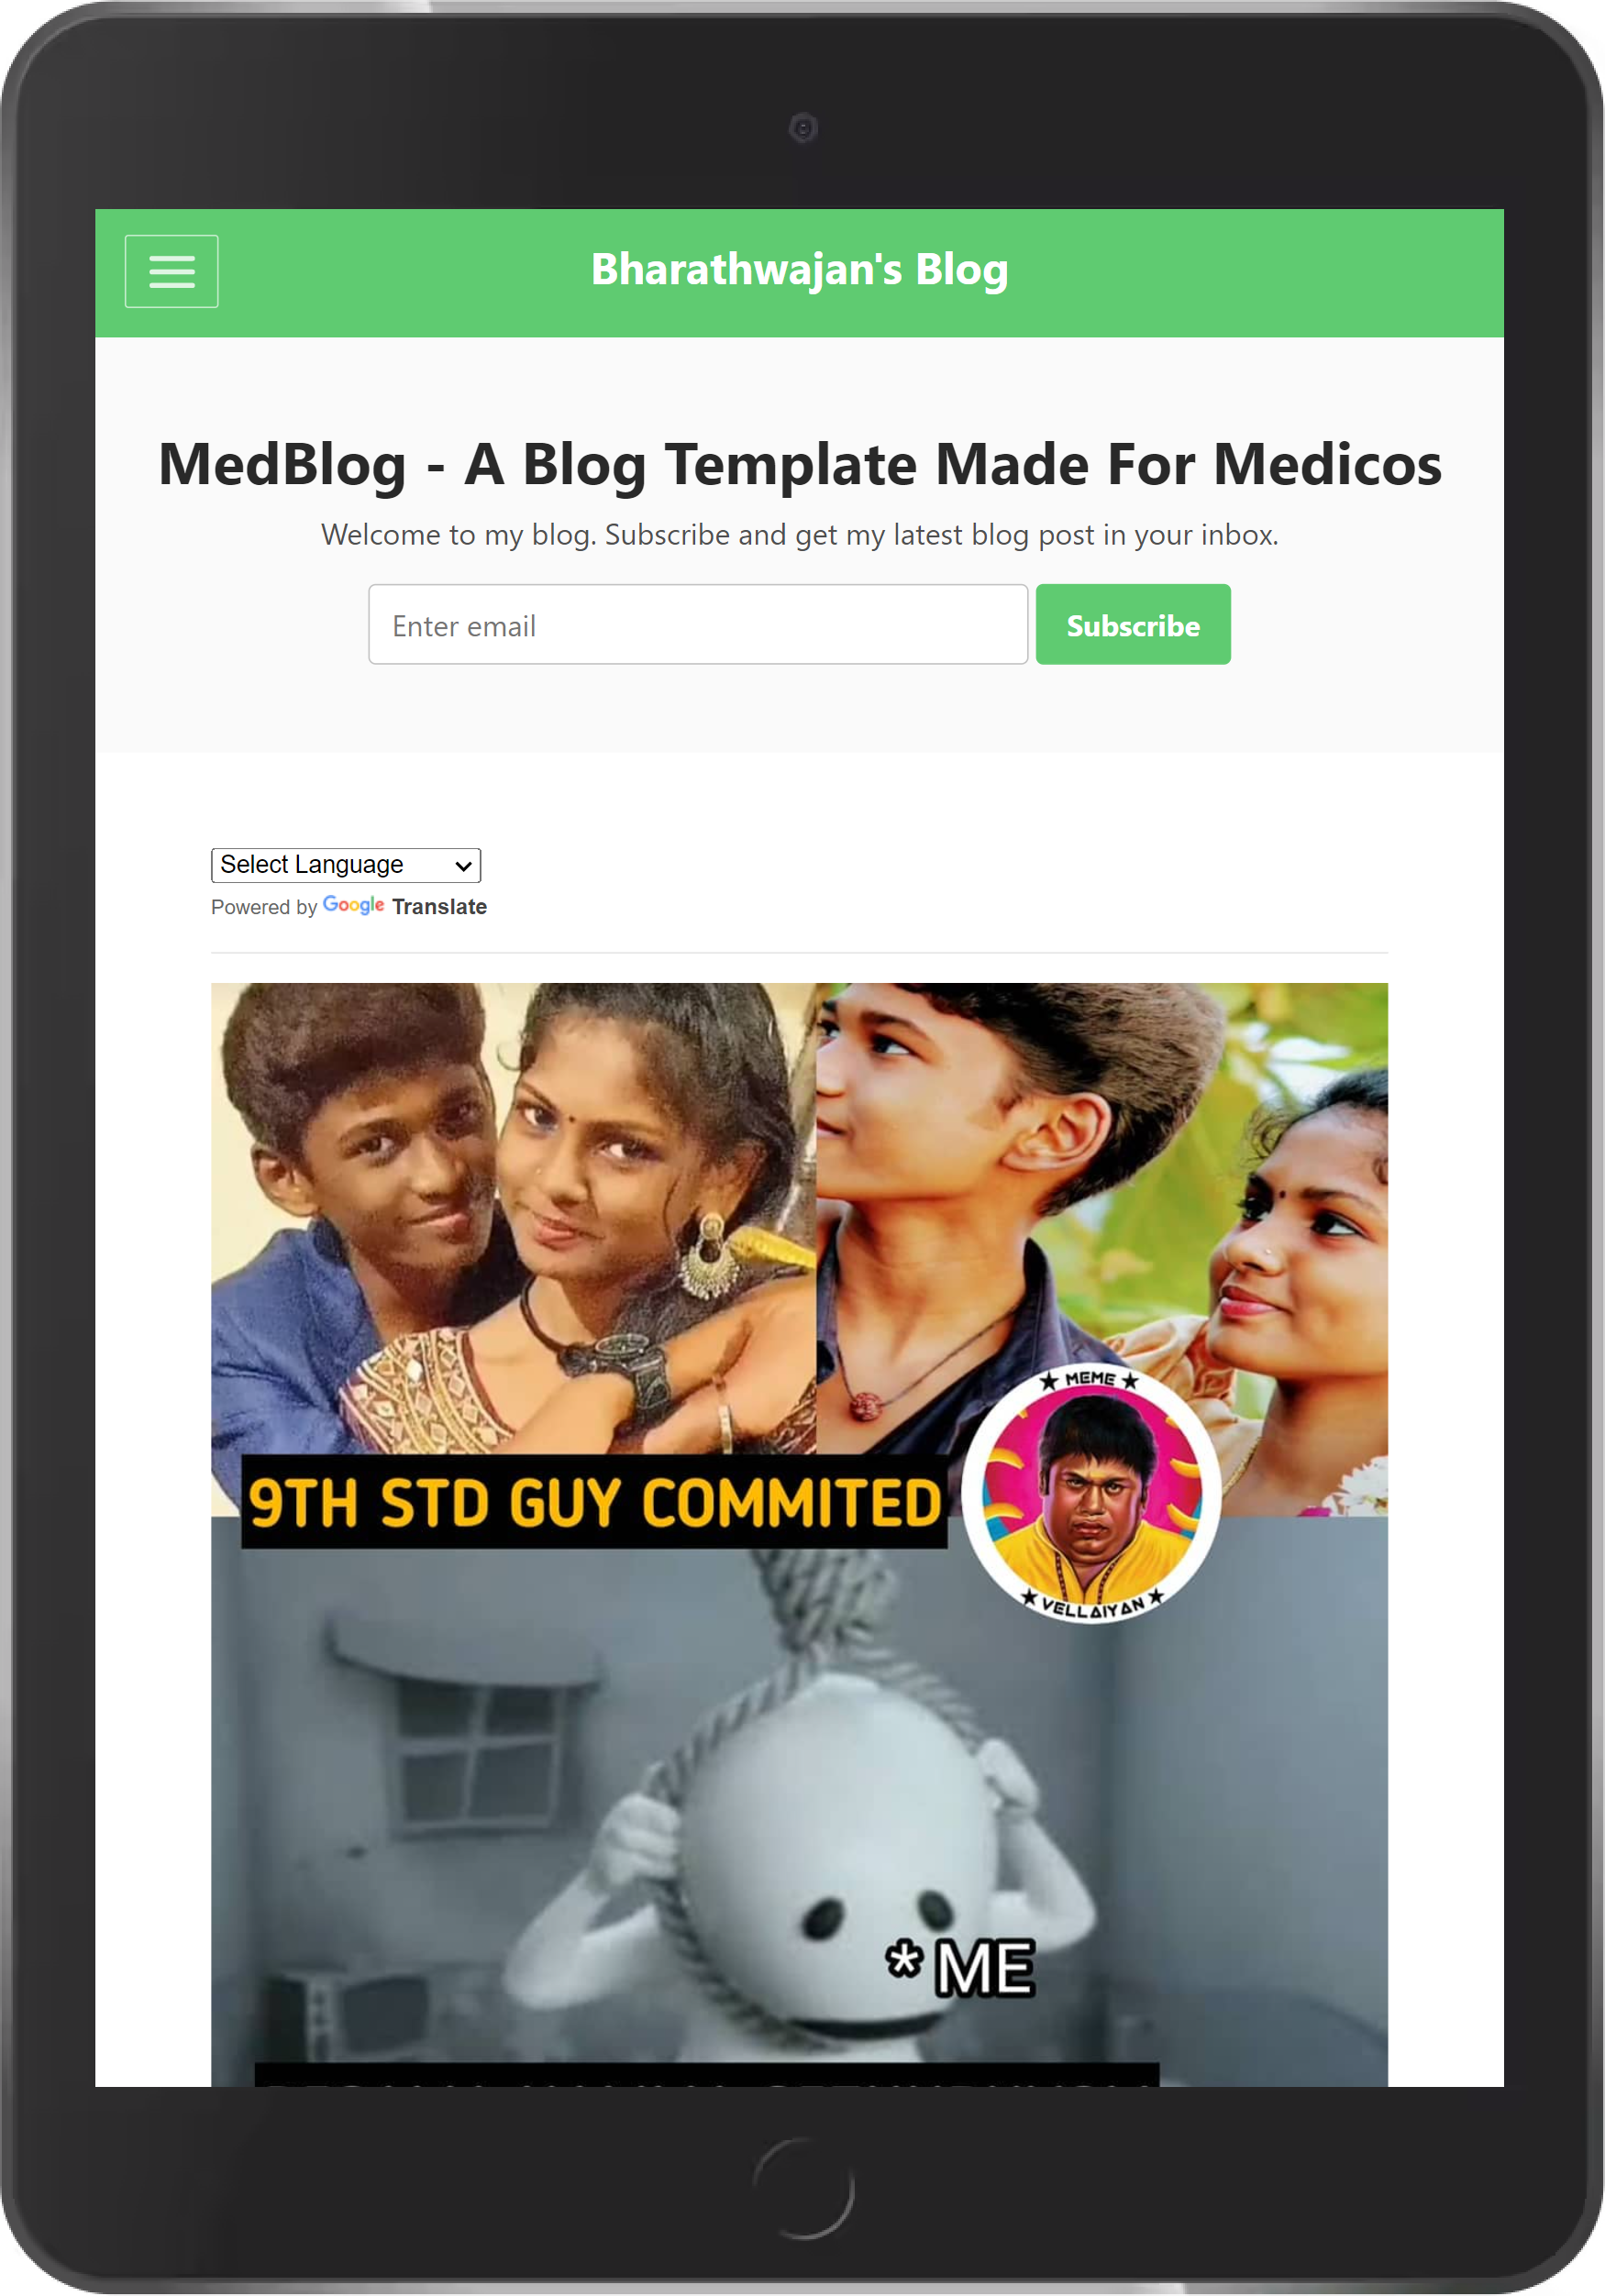 Bharathwajan's Blog
MedBlog - A Blog Template Made For Medicos
Welcome to my blog. Subscribe and get my latest blog post in your inbox.
Enter email
Subscribe
Select Language
Powered by Google Translate
9TH STD GUY COMMITED
MEME
VELLAIYAN
*ME